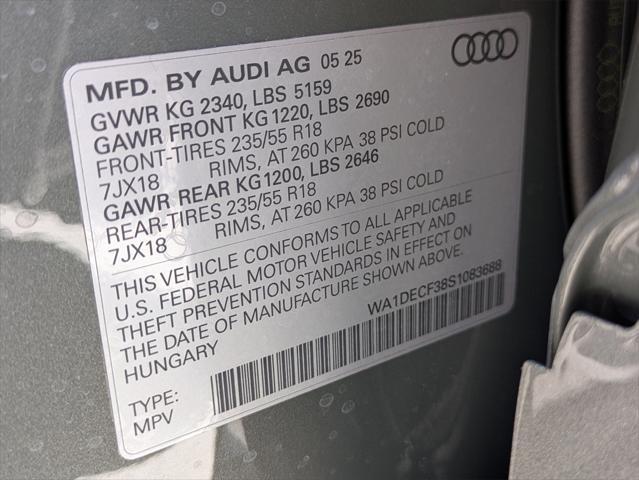 MFD. BY AUDI AG 05 25
GVWR KG 2340, LBS 5159
GAWR FRONT KG 1220, LBS 2690
FRONT-TIRES 235/55 R18
7JX18 RIMS, AT 260 KPA 38 PSI COLD
GAWR REAR KG 1200, LBS 2646
REAR-TIRES 235/55 R18
7JX18 RIMS, AT 260 KPA 38 PSI COLD
THIS VEHICLE CONFORMS TO ALL APPLICABLE
U.S. FEDERAL MOTOR VEHICLE SAFETY AND
THEFT PREVENTION STANDARDS IN EFFECT ON
THE DATE OF MANUFACTURE SHOWN ABOVE.
HUNGARY
WA1DECF38S1083688
TYPE:
MPV